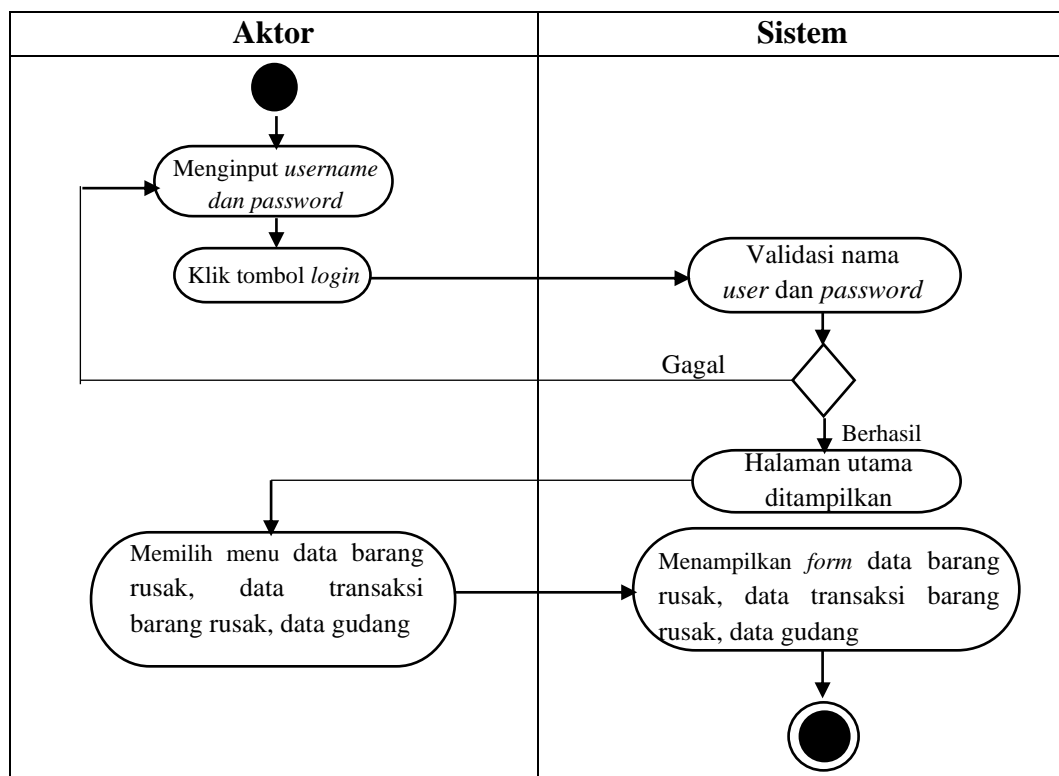 Aktor
Sistem
Menginput username
dan password
Klik tombol login
Validasi nama
user dan password
Gagal
Berhasil
Halaman utama
ditampilkan
Memilih menu data barang
rusak, data transaksi
barang rusak, data gudang
Menampilkan form data barang
rusak, data transaksi barang
rusak, data gudang